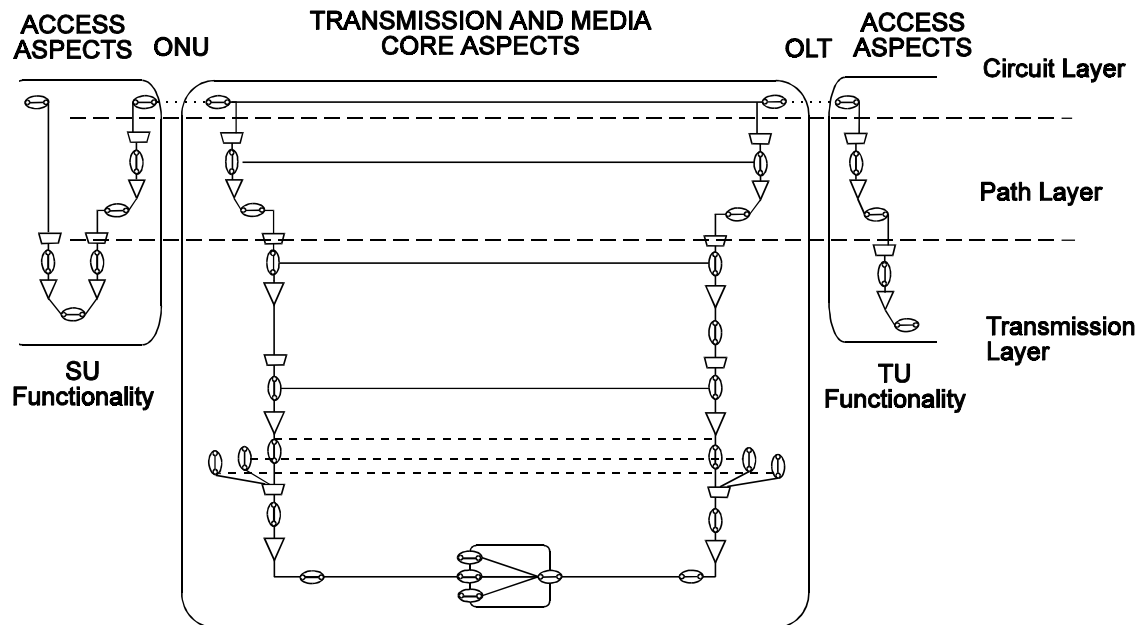 ACCESS
ASPECTS
ONU
TRANSMISSION AND MEDIA
CORE ASPECTS
OLT
ACCESS
ASPECTS
Circuit Layer
Path Layer
Transmission
Layer
SU
Functionality
TU
Functionality